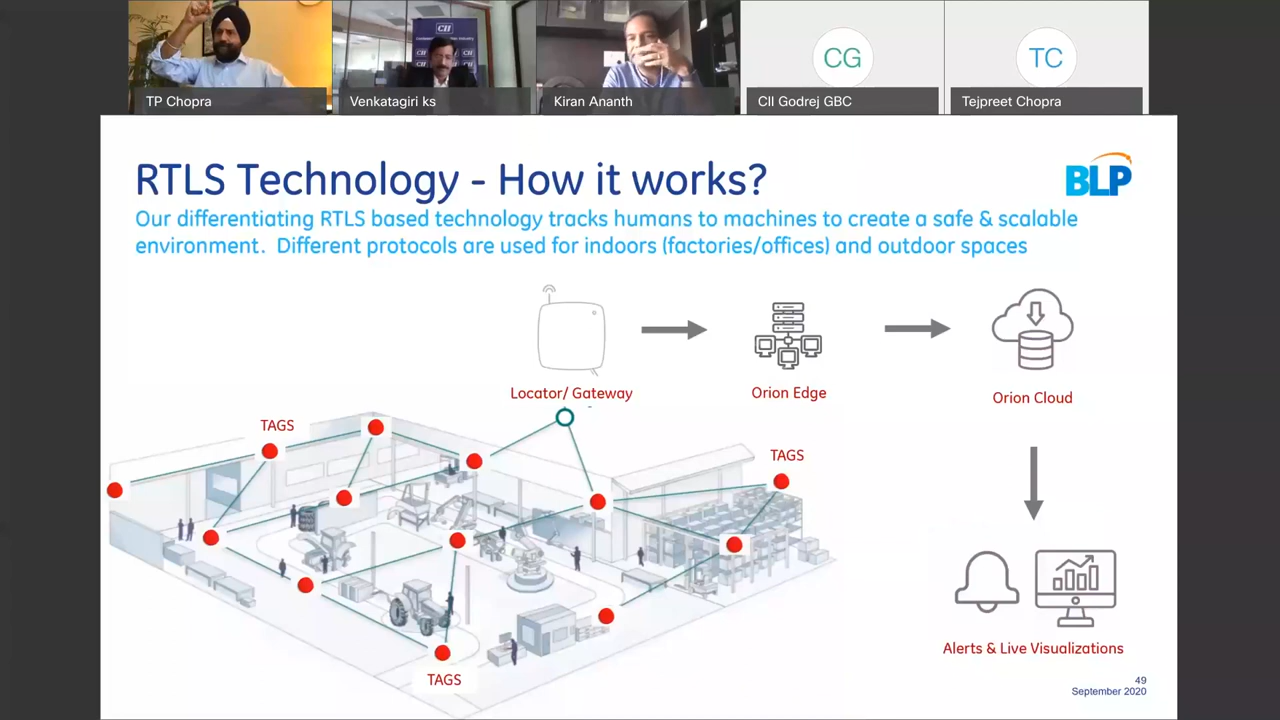 CII
TP Chopra
Venkatagiri ks
Kiran Ananth
CG
CII Godrej GBC
TC
Tejpreet Chopra
RTLS Technology - How it works?
BLP
Our differentiating RTLS based technology tracks humans to machines to create a safe & scalable
environment. Different protocols are used for indoors (factories/offices) and outdoor spaces
Locator/ Gateway
Orion Edge
Orion Cloud
TAGS
TAGS
TAGS
Alerts & Live Visualizations
49
September 2020